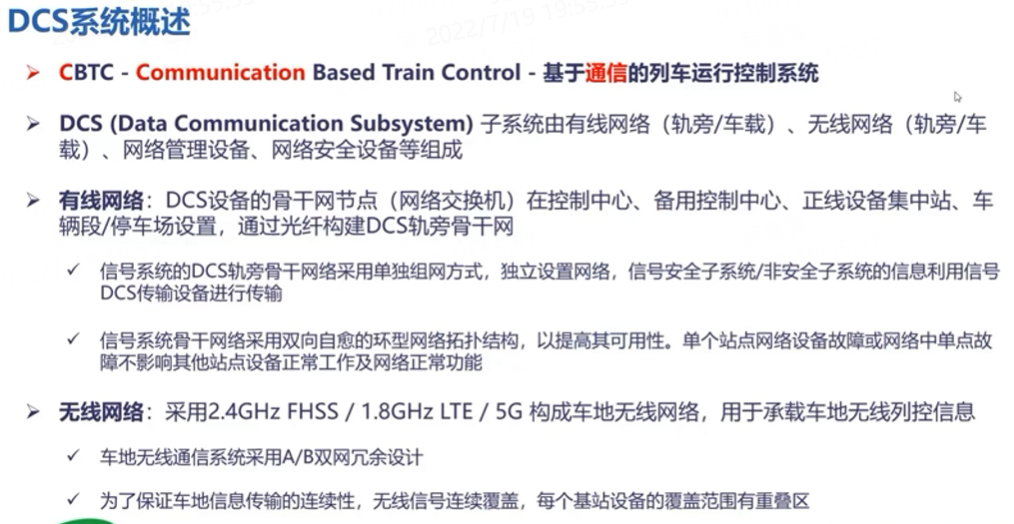 DCS系统概述
2022/7/19 19:55:55
CBTC - Communication Based Train Control - 基于通信的列车运行控制系统
DCS (Data Communication Subsystem) 子系统由有线网络（轨旁/车载）、无线网络（轨旁/车
载）、网络管理设备、网络安全设备等组成
有线网络：DCS设备的骨干网节点（网络交换机）在控制中心、备用控制中心、正线设备集中站、车
辆段/停车场设置，通过光纤构建DCS轨旁骨干网
信号系统的DCS轨旁骨干网络采用单独组网方式，独立设置网络，信号安全子系统/非安全子系统的信息利用信号
DCS传输设备进行传输
信号系统骨干网络采用双向自愈的环型网络拓扑结构，以提高其可用性。单个站点网络设备故障或网络中单点故
障不影响其他站点设备正常工作及网络正常功能
无线网络：采用2.4GHz FHSS / 1.8GHz LTE / 5G 构成车地无线网络，用于承载车地无线列控信息
车地无线通信系统采用A/B双网冗余设计
为了保证车地信息传输的连续性，无线信号连续覆盖，每个基站设备的覆盖范围有重叠区